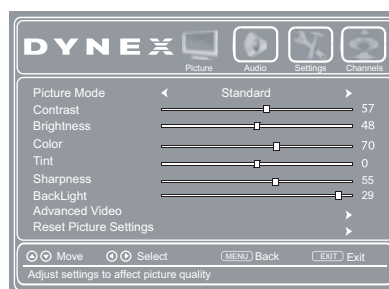 DYNEX
Picture Audio Settings Channels
Picture Mode Standard
Contrast 57
Brightness 48
Color 70
Tint 0
Sharpness 55
BackLight 29
Advanced Video
Reset Picture Settings
Move Select MENU Back EXIT Exit
Adjust settings to affect picture quality